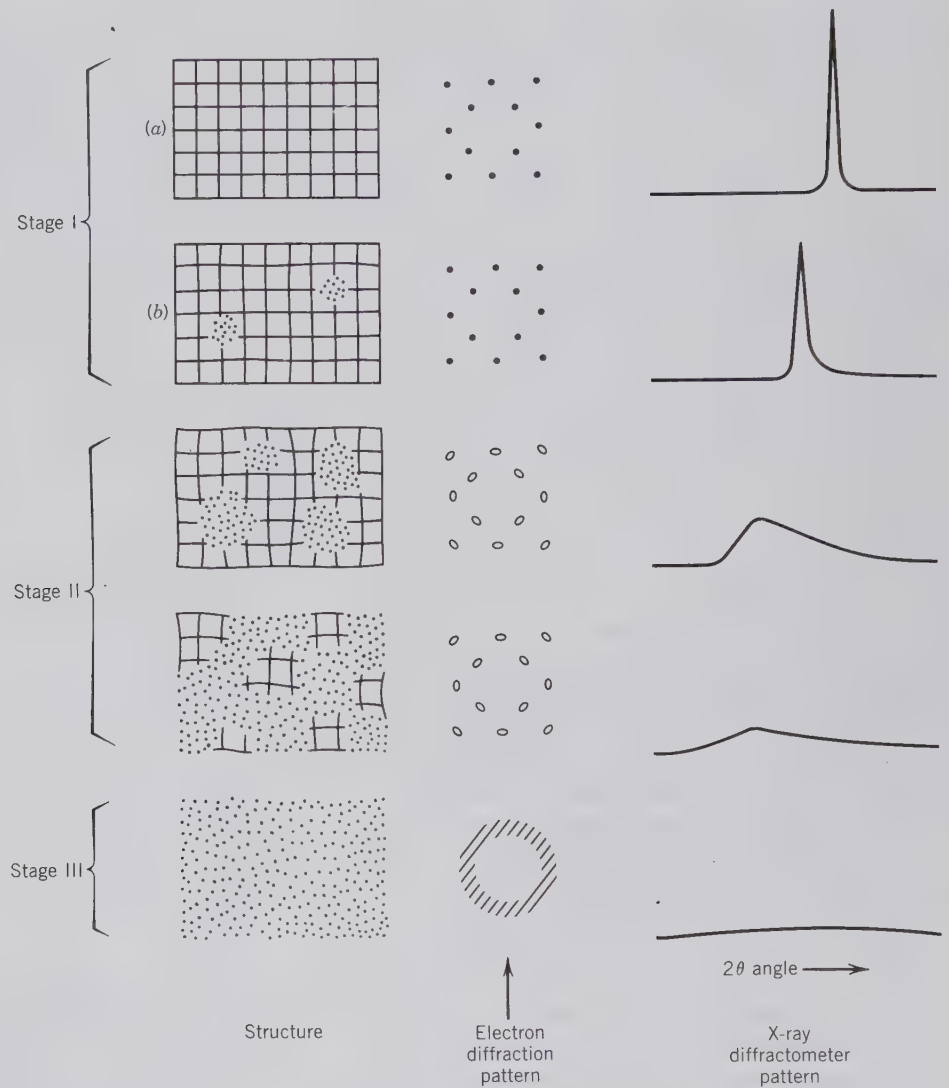 (a)
Stage I
(b)
Stage II
Stage III
2θ angle
Structure
Electron
diffraction
pattern
X-ray
diffractometer
pattern